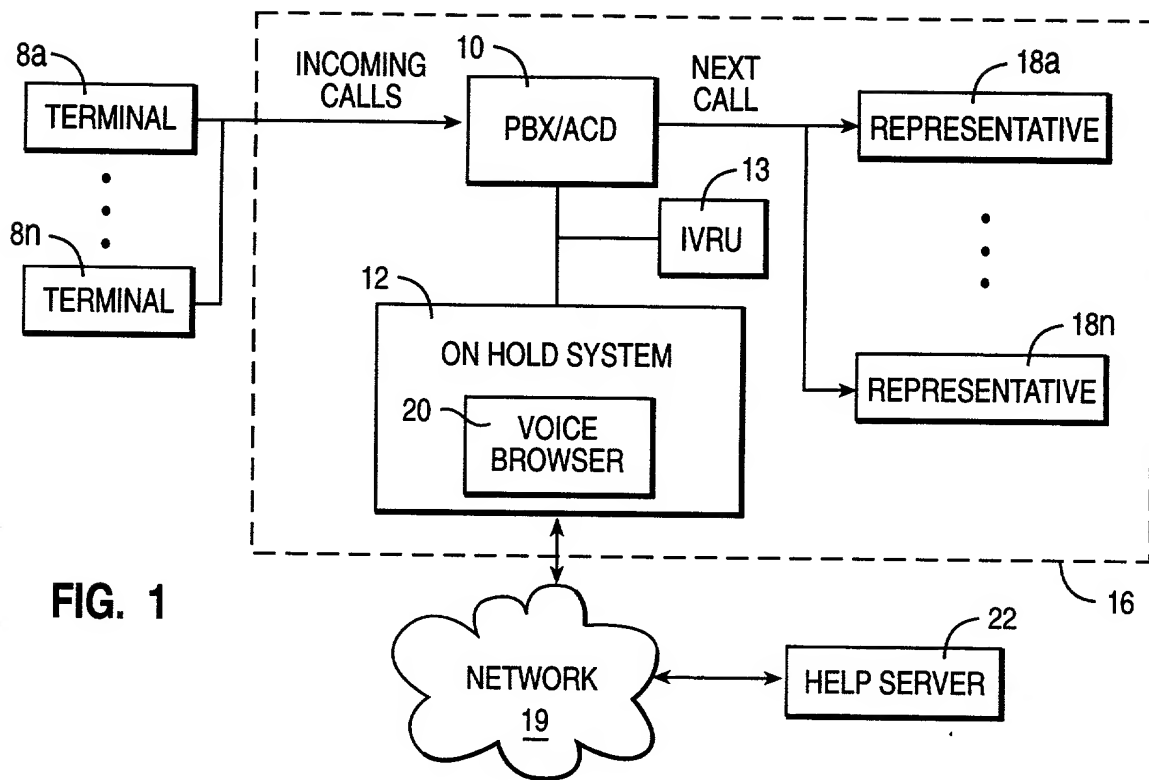 8a
TERMINAL
8n
TERMINAL
INCOMING
CALLS
10
PBX/ACD
NEXT
CALL
18a
REPRESENTATIVE
13
IVRU
12
ON HOLD SYSTEM
20
VOICE
BROWSER
18n
REPRESENTATIVE
16
FIG. 1
NETWORK
19
22
HELP SERVER